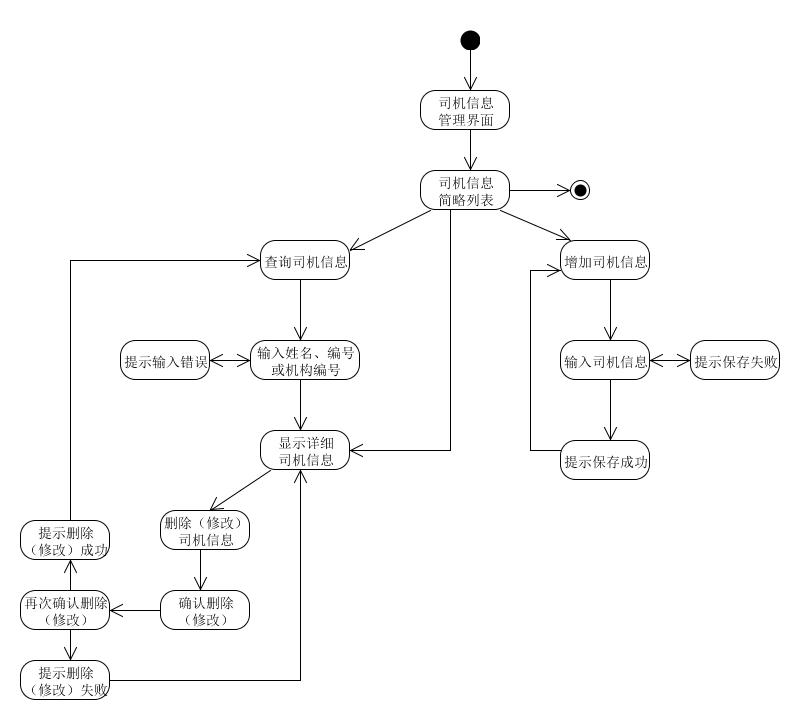 司机信息
管理界面
司机信息
简略列表
查询司机信息
增加司机信息
提示输入错误
输入姓名、编号
或机构编号
输入司机信息
提示保存失败
显示详细
司机信息
提示保存成功
删除（修改）
司机信息
提示删除
（修改）成功
再次确认删除
（修改）
确认删除
（修改）
提示删除
（修改）失败